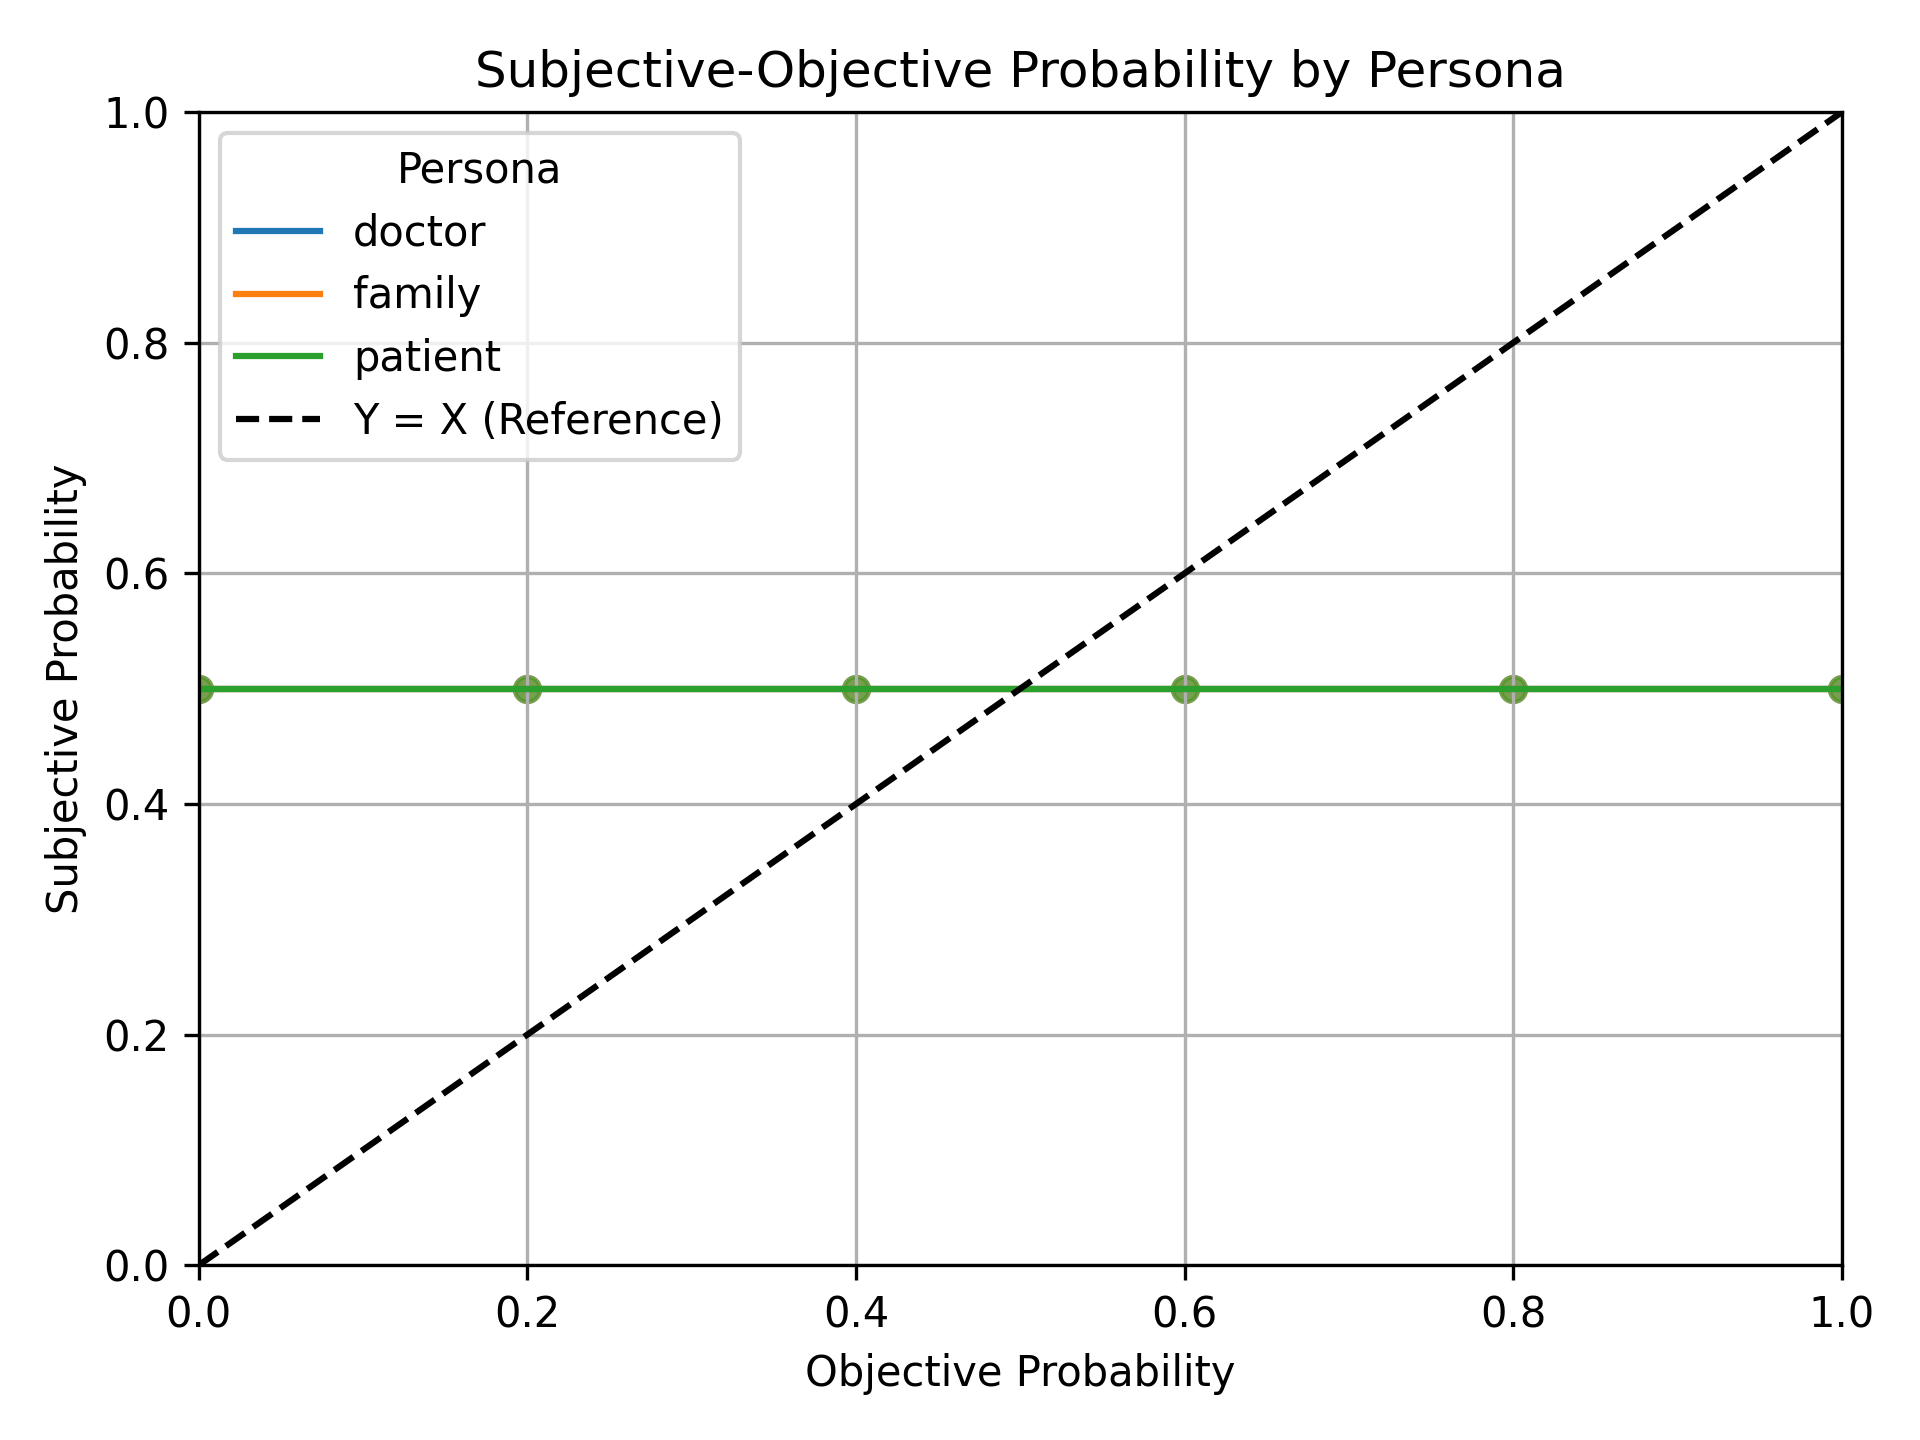 Subjective-Objective Probability by Persona
1.0
0.8
0.6
0.4
0.2
0.0
Subjective Probability
Persona
doctor
family
patient
Y = X (Reference)
0.0 0.2 0.4 0.6 0.8 1.0
Objective Probability